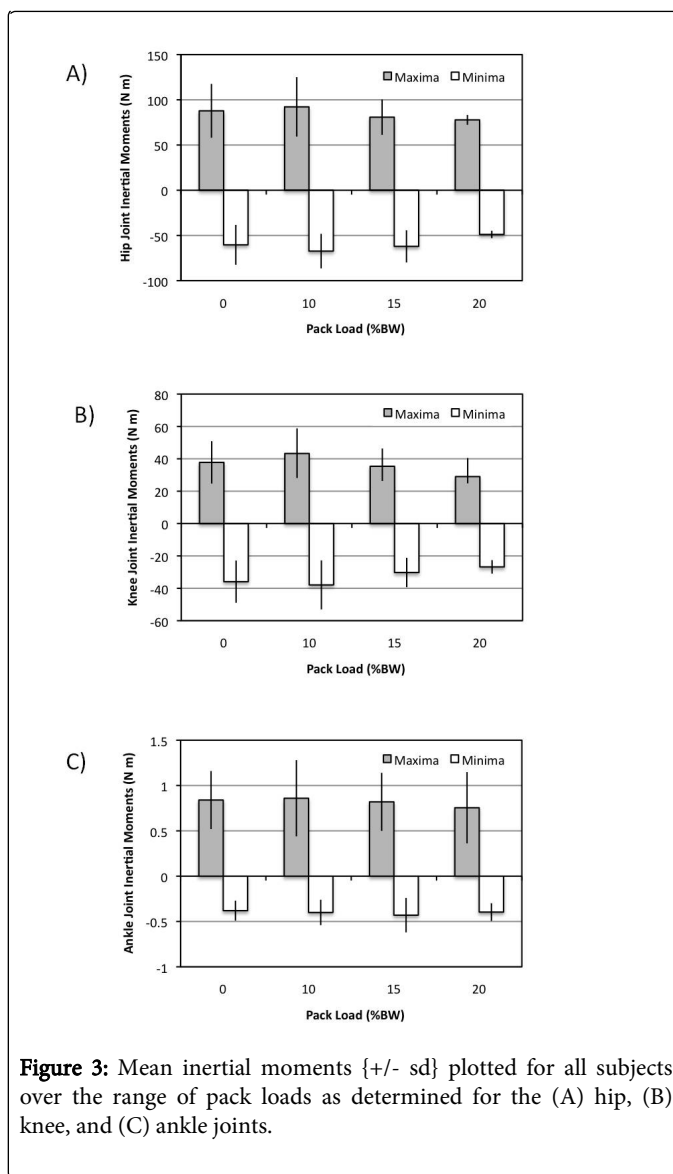 A)
150
Maxima Minima
100
50
0
-50
-100
Hip Joint Inertial Moments (N m)
0 10 15 20
Pack Load (%BW)
B)
80
Maxima Minima
60
40
20
0
-20
-40
-60
Knee Joint Inertial Moments (N m)
0 10 15 20
Pack Load (%BW)
C)
1.5
Maxima Minima
1
0.5
0
-0.5
-1
Ankle Joint Inertial Moments (N m)
0 10 15 20
Pack Load (%BW)
Figure 3: Mean inertial moments {+/- sd} plotted for all subjects
over the range of pack loads as determined for the (A) hip, (B)
knee, and (C) ankle joints.